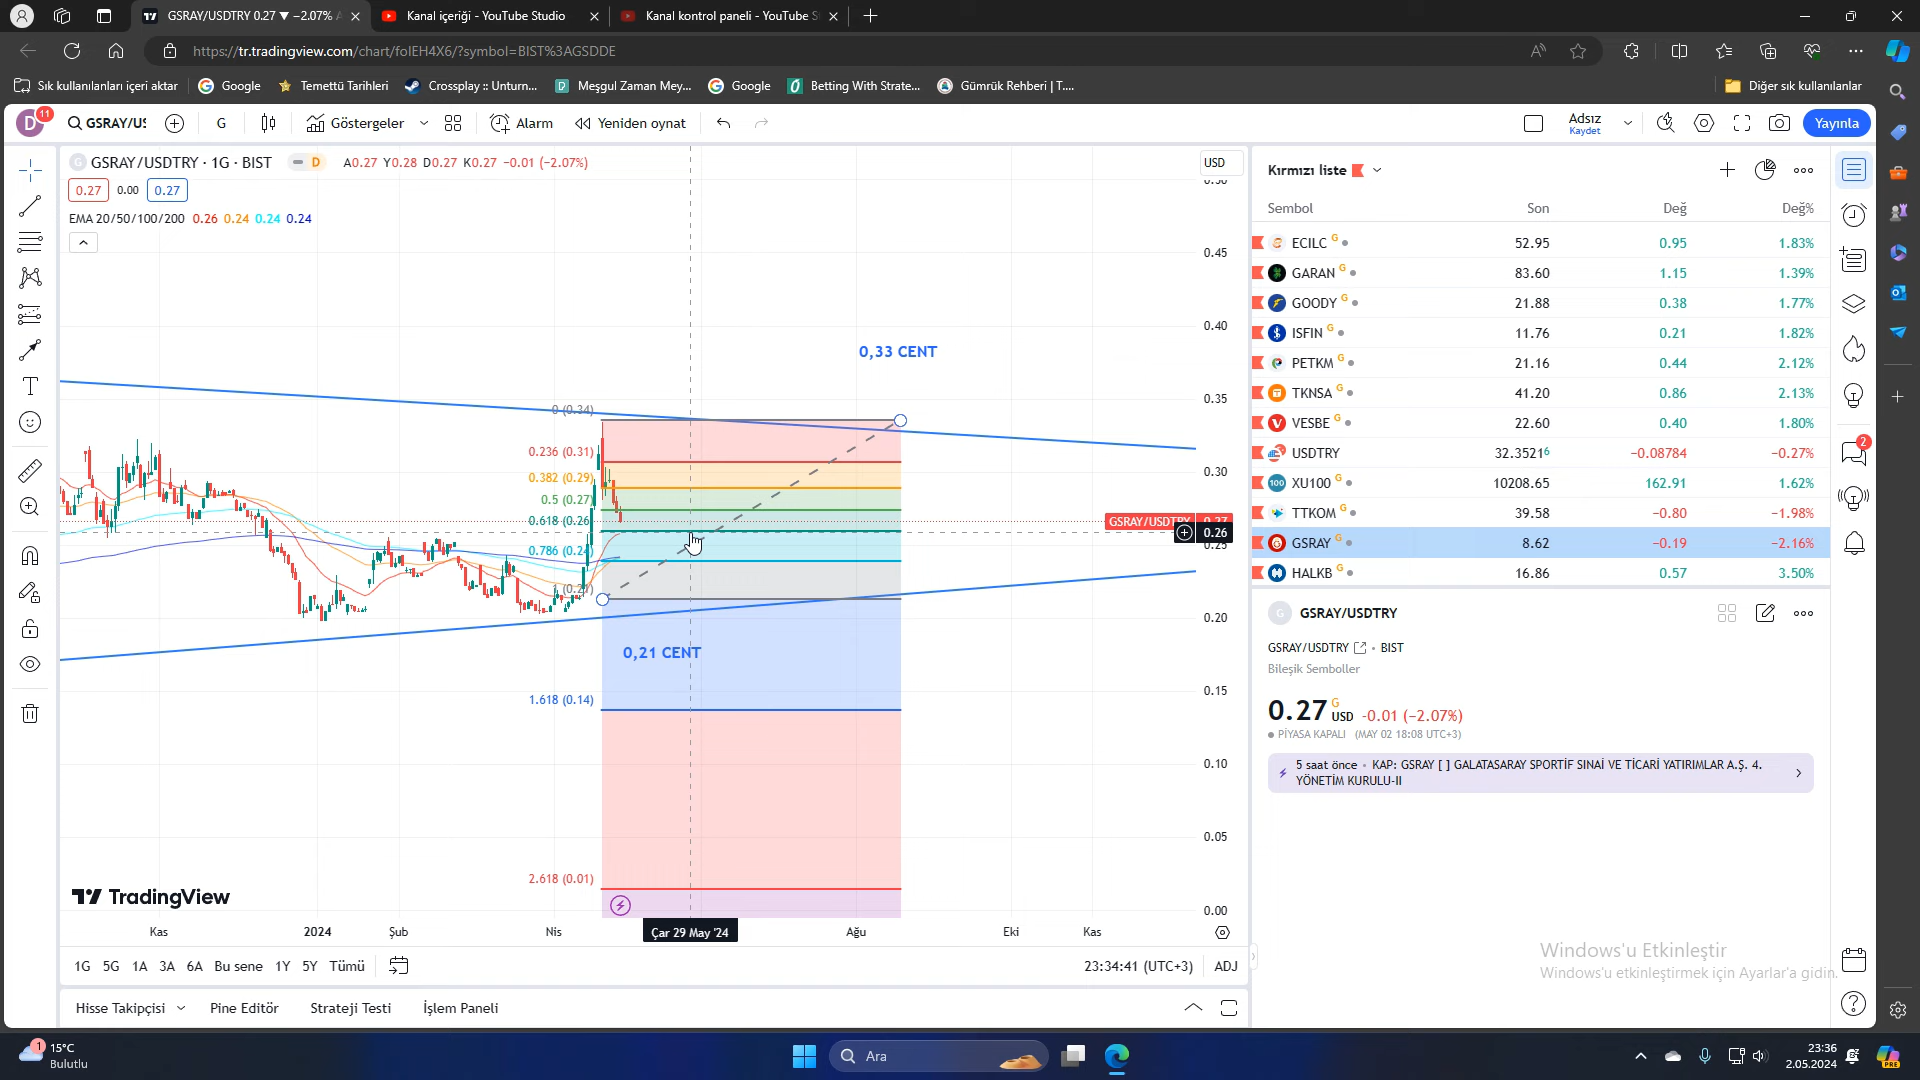 GSRAY/USDTRY 0.27 ▼ −2.07%
Kanal içeriği - YouTube Studio
Kanal kontrol paneli - YouTube S
https://tr.tradingview.com/chart/folEH4X6/?symbol=BIST%3AGSDDE
Sık kullanılanları içeri aktar
Google
Temettü Tarihleri
Crossplay :: Unturn...
Meşgul Zaman Mey...
Google
Betting With Strate...
Gümrük Rehberi | T....
Diğer sık kullanılanlar
D
11
GSRAY/US
G
Göstergeler
Alarm
Yeniden oynat
Adsız
Kaydet
Yayınla
GSRAY/USDTRY · 1G · BIST
D
A0.27 Y0.28 D0.27 K0.27 −0.01 (−2.07%)
0.27 0.00 0.27
EMA 20/50/100/200 0.26 0.24 0.24 0.24
USD
0.45
0.40
0.35
0.30
0.25
0.20
0.15
0.10
0.05
0.00
0,33 CENT
0 (0.34)
0.236 (0.31)
0.382 (0.29)
0.5 (0.27)
0.618 (0.26)
0.786 (0.24)
1 (0.21)
GSRAY/USDTRY 0.27
0.26
0,21 CENT
1.618 (0.14)
2.618 (0.01)
TradingView
Kas
2024
Şub
Nis
Çar 29 May '24
Ağu
Eki
Kas
1G 5G 1A 3A 6A Bu sene 1Y 5Y Tümü
23:34:41 (UTC+3)
ADJ
Hisse Takipçisi
Pine Editör
Strateji Testi
İşlem Paneli
Kırmızı liste
Sembol Son Değ Değ%
ECILC G 52.95 0.95 1.83%
GARAN G 83.60 1.15 1.39%
GOODY G 21.88 0.38 1.77%
ISFIN G 11.76 0.21 1.82%
PETKM G 21.16 0.44 2.12%
TKNSA G 41.20 0.86 2.13%
VESBE G 22.60 0.40 1.80%
USDTRY 32.3521⁶ −0.08784 −0.27%
XU100 G 10208.65 162.91 1.62%
TTKOM G 39.58 −0.80 −1.98%
GSRAY G 8.62 −0.19 −2.16%
HALKB G 16.86 0.57 3.50%
G GSRAY/USDTRY
GSRAY/USDTRY · BIST
Bileşik Semboller
0.27 G USD -0.01 (−2.07%)
PİYASA KAPALI (MAY 02 18:08 UTC+3)
5 saat önce · KAP: GSRAY [ ] GALATASARAY SPORTİF SINAİ VE TİCARİ YATIRIMLAR A.Ş. 4.
YÖNETİM KURULU-II
2
Windows'u Etkinleştir
Windows'u etkinleştirmek için Ayarlar'a gidin.
1
15°C
Bulutlu
Ara
23:36
2.05.2024
PRE